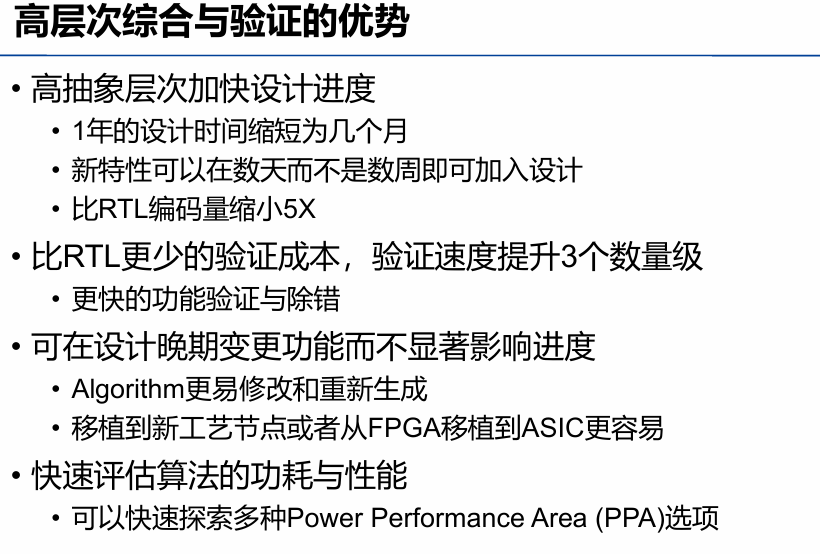 高层次综合与验证的优势
• 高抽象层次加快设计进度
• 1年的设计时间缩短为几个月
• 新特性可以在数天而不是数周即可加入设计
• 比RTL编码量缩小5X
• 比RTL更少的验证成本，验证速度提升3个数量级
• 更快的功能验证与除错
• 可在设计晚期变更功能而不显著影响进度
• Algorithm更易修改和重新生成
• 移植到新工艺节点或者从FPGA移植到ASIC更容易
• 快速评估算法的功耗与性能
• 可以快速探索多种Power Performance Area (PPA)选项